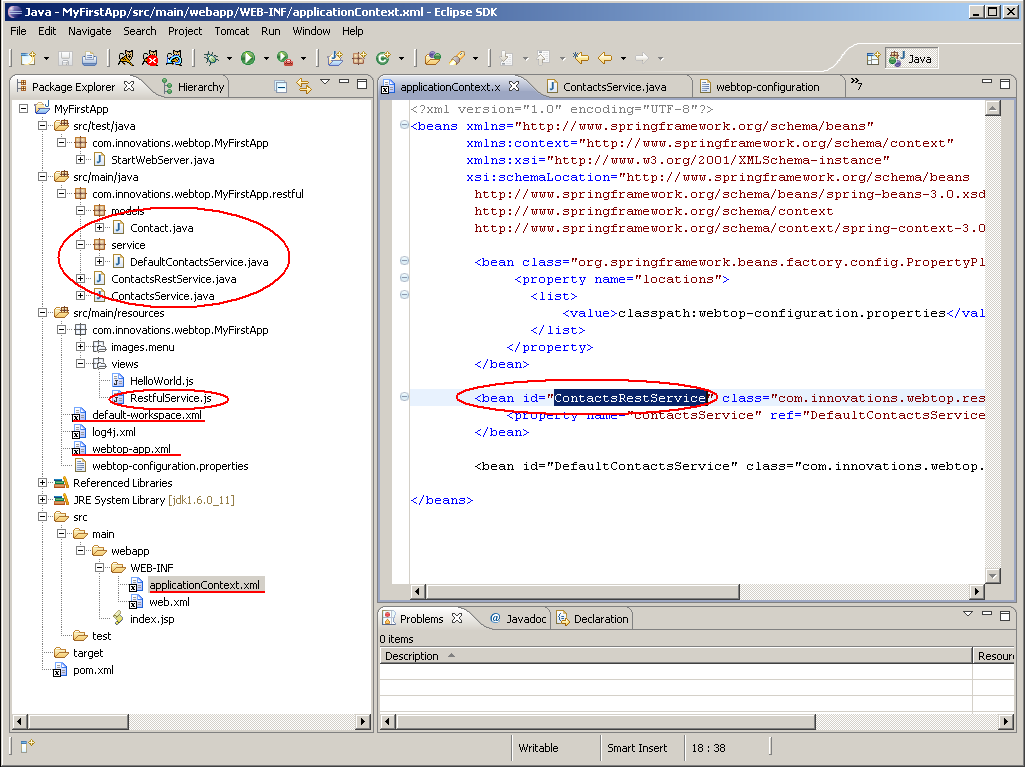 Java - MyFirstApp/src/main/webapp/WEB-INF/applicationContext.xml - Eclipse SDK
File Edit Navigate Search Project Tomcat Run Window Help
Java
Package Explorer
Hierarchy
MyFirstApp
src/test/java
com.innovations.webtop.MyFirstApp
StartWebServer.java
src/main/java
com.innovations.webtop.MyFirstApp.restful
models
Contact.java
service
DefaultContactsService.java
ContactsRestService.java
ContactsService.java
src/main/resources
com.innovations.webtop.MyFirstApp
images.menu
views
HelloWorld.js
RestfulService.js
default-workspace.xml
log4j.xml
webtop-app.xml
webtop-configuration.properties
Referenced Libraries
JRE System Library [jdk1.6.0_11]
src
main
webapp
WEB-INF
applicationContext.xml
web.xml
index.jsp
test
target
pom.xml
applicationContext.x
ContactsService.java
webtop-configuration
»7
<?xml version="1.0" encoding="UTF-8"?>
<beans xmlns="http://www.springframework.org/schema/beans"
xmlns:context="http://www.springframework.org/schema/context"
xmlns:xsi="http://www.w3.org/2001/XMLSchema-instance"
xsi:schemaLocation="http://www.springframework.org/schema/beans
http://www.springframework.org/schema/beans/spring-beans-3.0.xsd
http://www.springframework.org/schema/context
http://www.springframework.org/schema/context/spring-context-3.0
<bean class="org.springframework.beans.factory.config.PropertyPl
<property name="locations">
<list>
<value>classpath:webtop-configuration.properties</val
</list>
</property>
</bean>
<bean id="ContactsRestService" class="com.innovations.webtop.res
<property name="contactsService" ref="DefaultContactsService
</bean>
<bean id="DefaultContactsService" class="com.innovations.webtop.
</beans>
Problems
@ Javadoc
Declaration
0 items
Description
Resour
Writable
Smart Insert
18 : 38